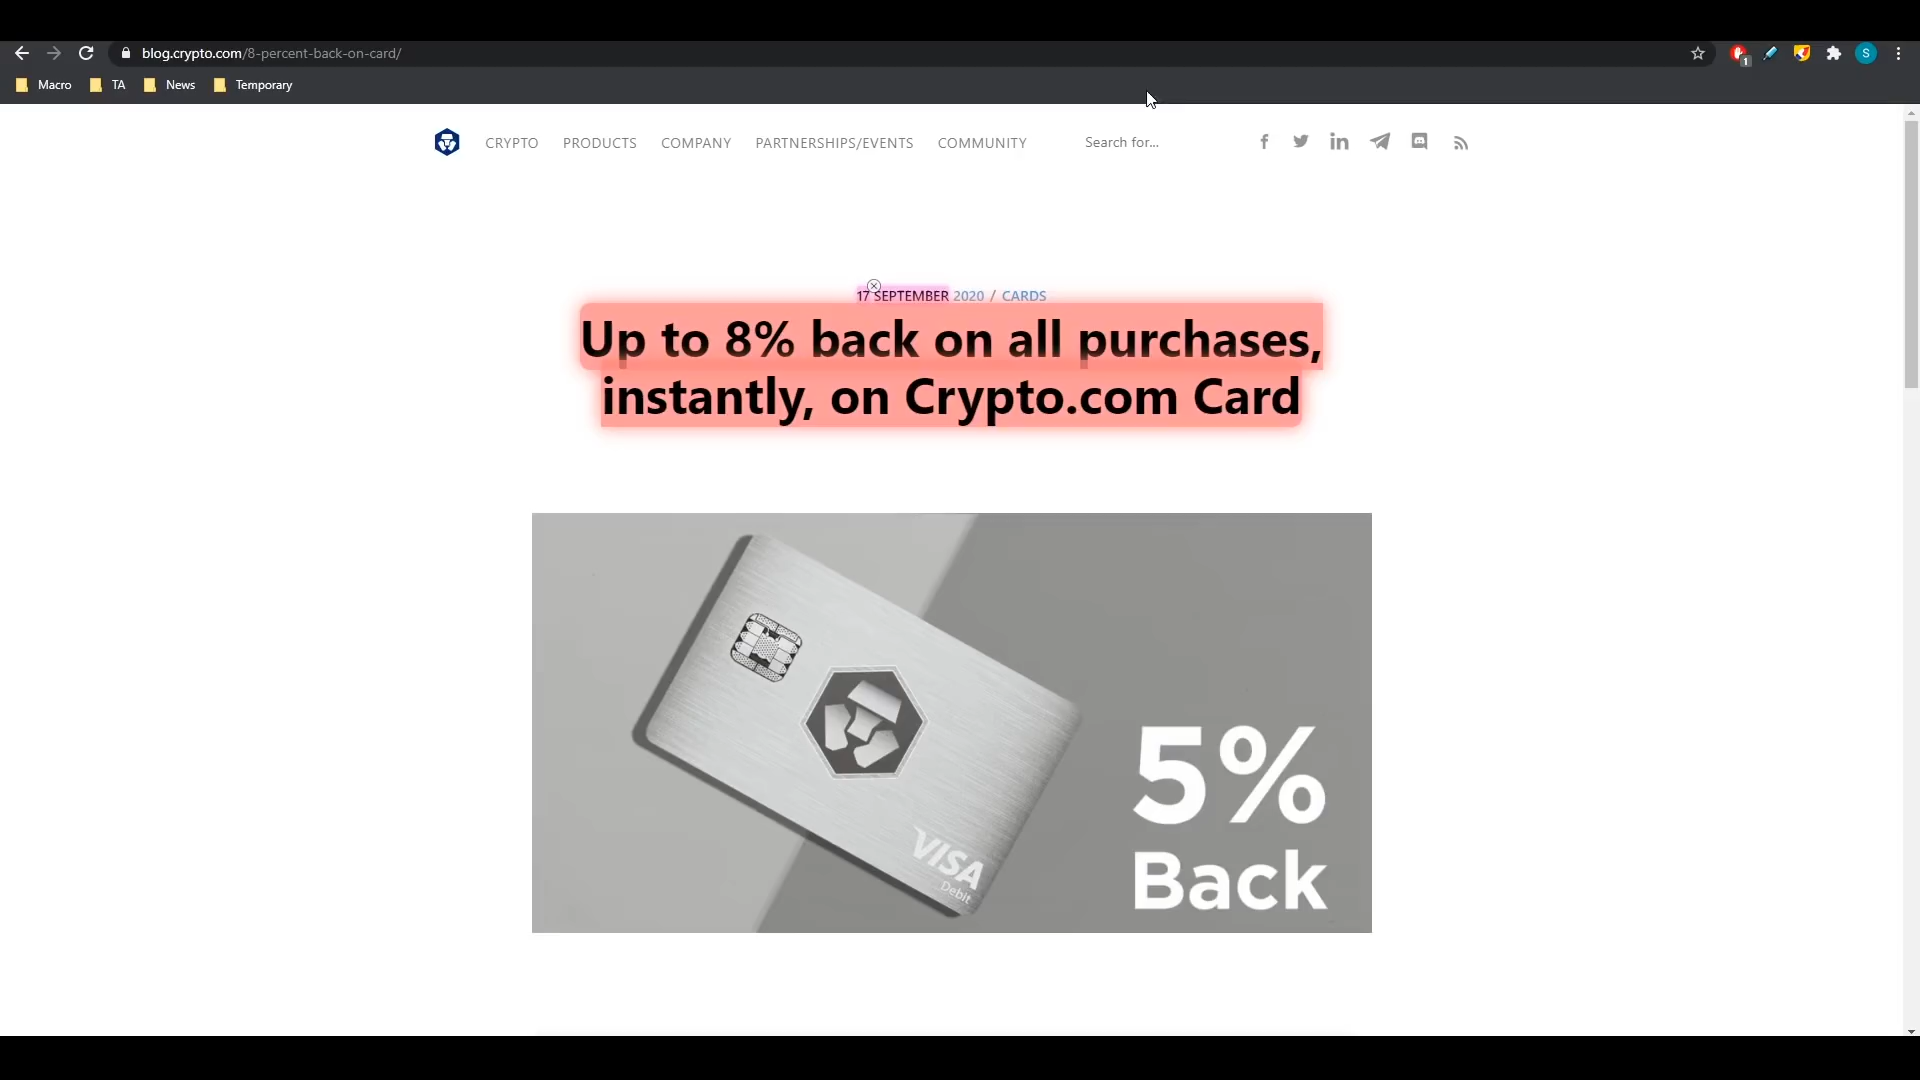 blog.crypto.com/8-percent-back-on-card/
1
S
Macro TA News Temporary
CRYPTO PRODUCTS COMPANY PARTNERSHIPS/EVENTS COMMUNITY Search for...
17 SEPTEMBER 2020 / CARDS
Up to 8% back on all purchases,
instantly, on Crypto.com Card
5%
Back
VISA
Debit